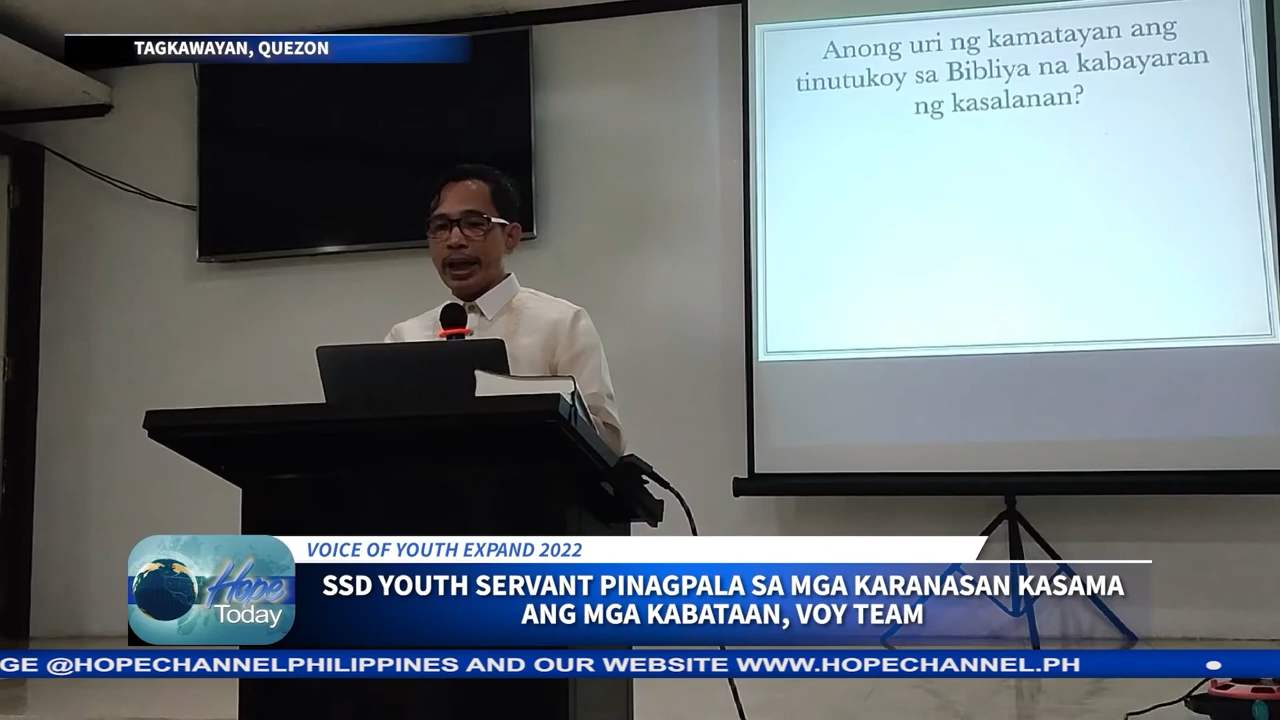 TAGKAWAYAN, QUEZON
Anong uri ng kamatayan ang
tinutukoy sa Bibliya na kabayaran
ng kasalanan?
VOICE OF YOUTH EXPAND 2022
Hope
Today
SSD YOUTH SERVANT PINAGPALA SA MGA KARANASAN KASAMA
ANG MGA KABATAAN, VOY TEAM
GE @HOPECHANNELPHILIPPINES AND OUR WEBSITE WWW.HOPECHANNEL.PH